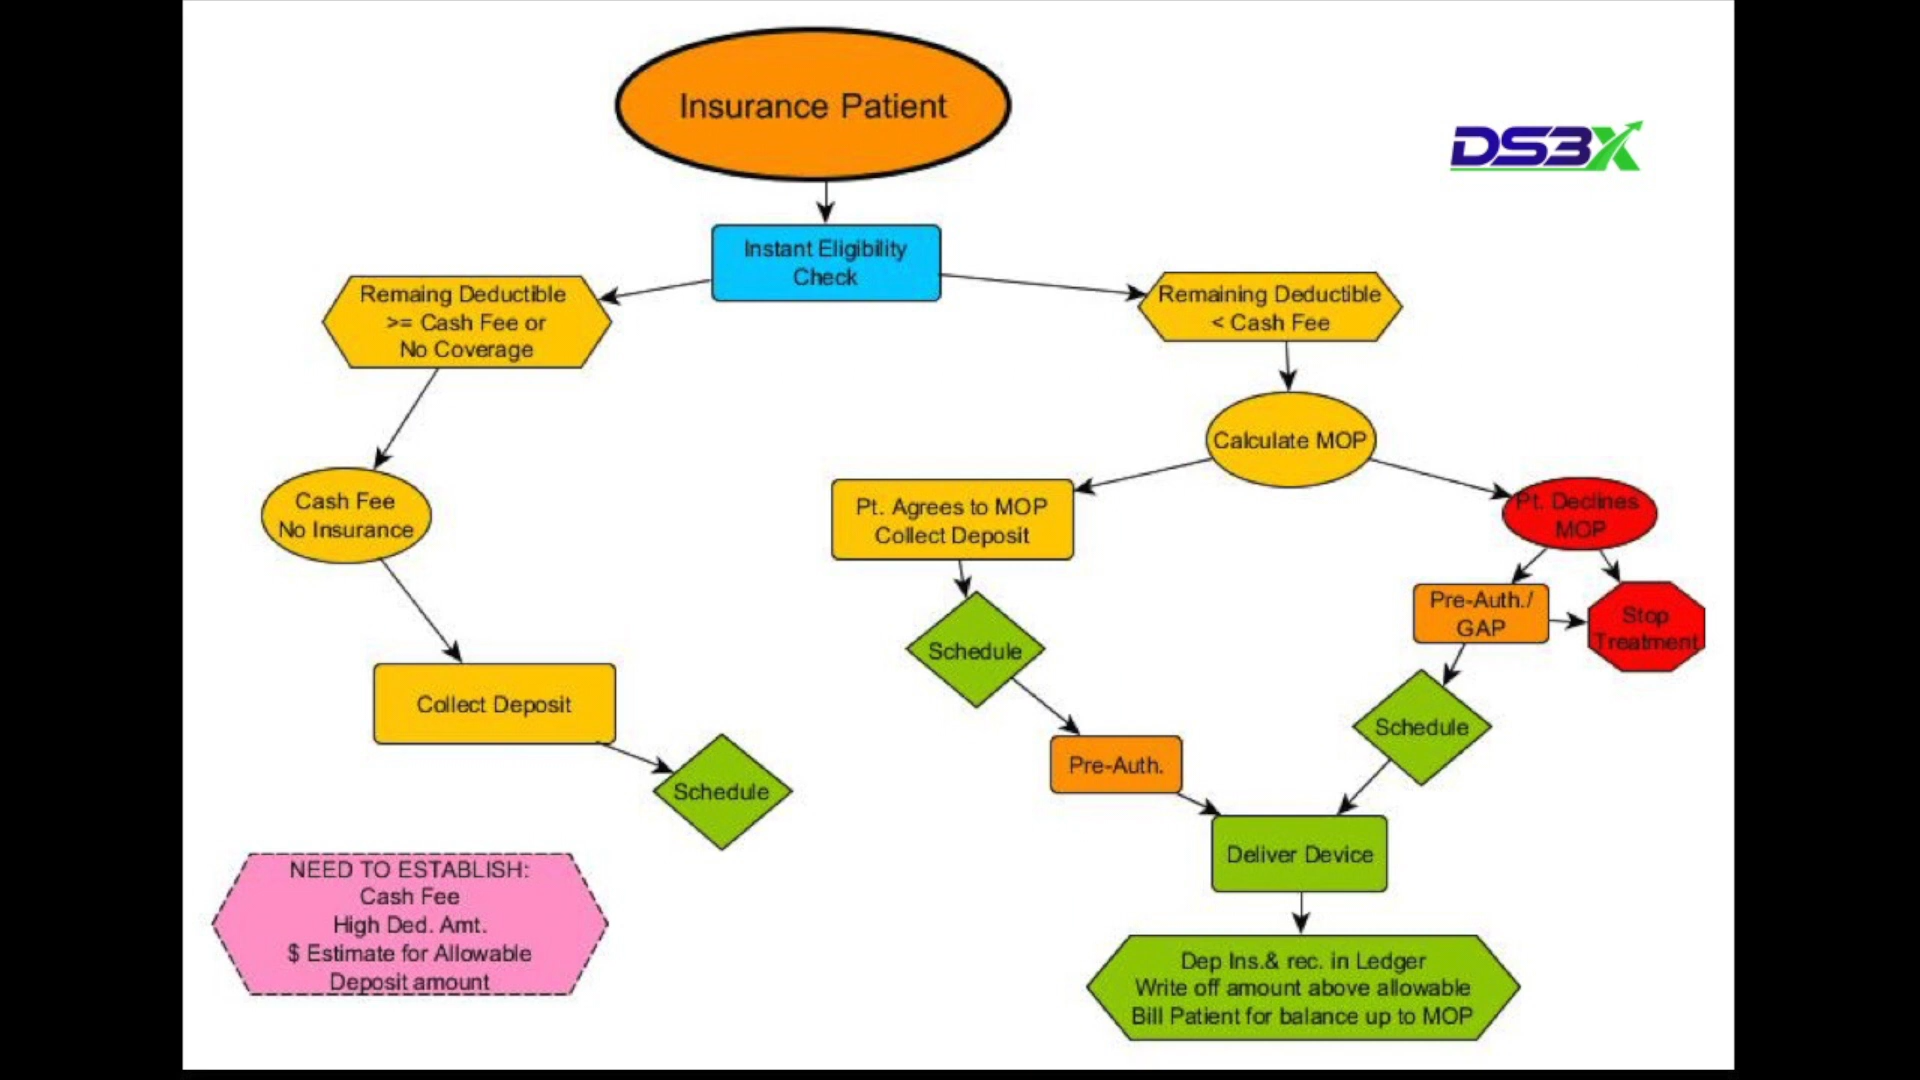 Insurance Patient
DS3X
Instant Eligibility
Check
Remaing Deductible
>= Cash Fee or
No Coverage
Remaining Deductible
< Cash Fee
Calculate MOP
Cash Fee
No Insurance
Pt. Agrees to MOP
Collect Deposit
Pt. Declines
MOP
Pre-Auth./
GAP
Stop
Treatment
Schedule
Collect Deposit
Schedule
Pre-Auth.
Schedule
Deliver Device
NEED TO ESTABLISH:
Cash Fee
High Ded. Amt.
$ Estimate for Allowable
Deposit amount
Dep Ins.& rec. in Ledger
Write off amount above allowable
Bill Patient for balance up to MOP